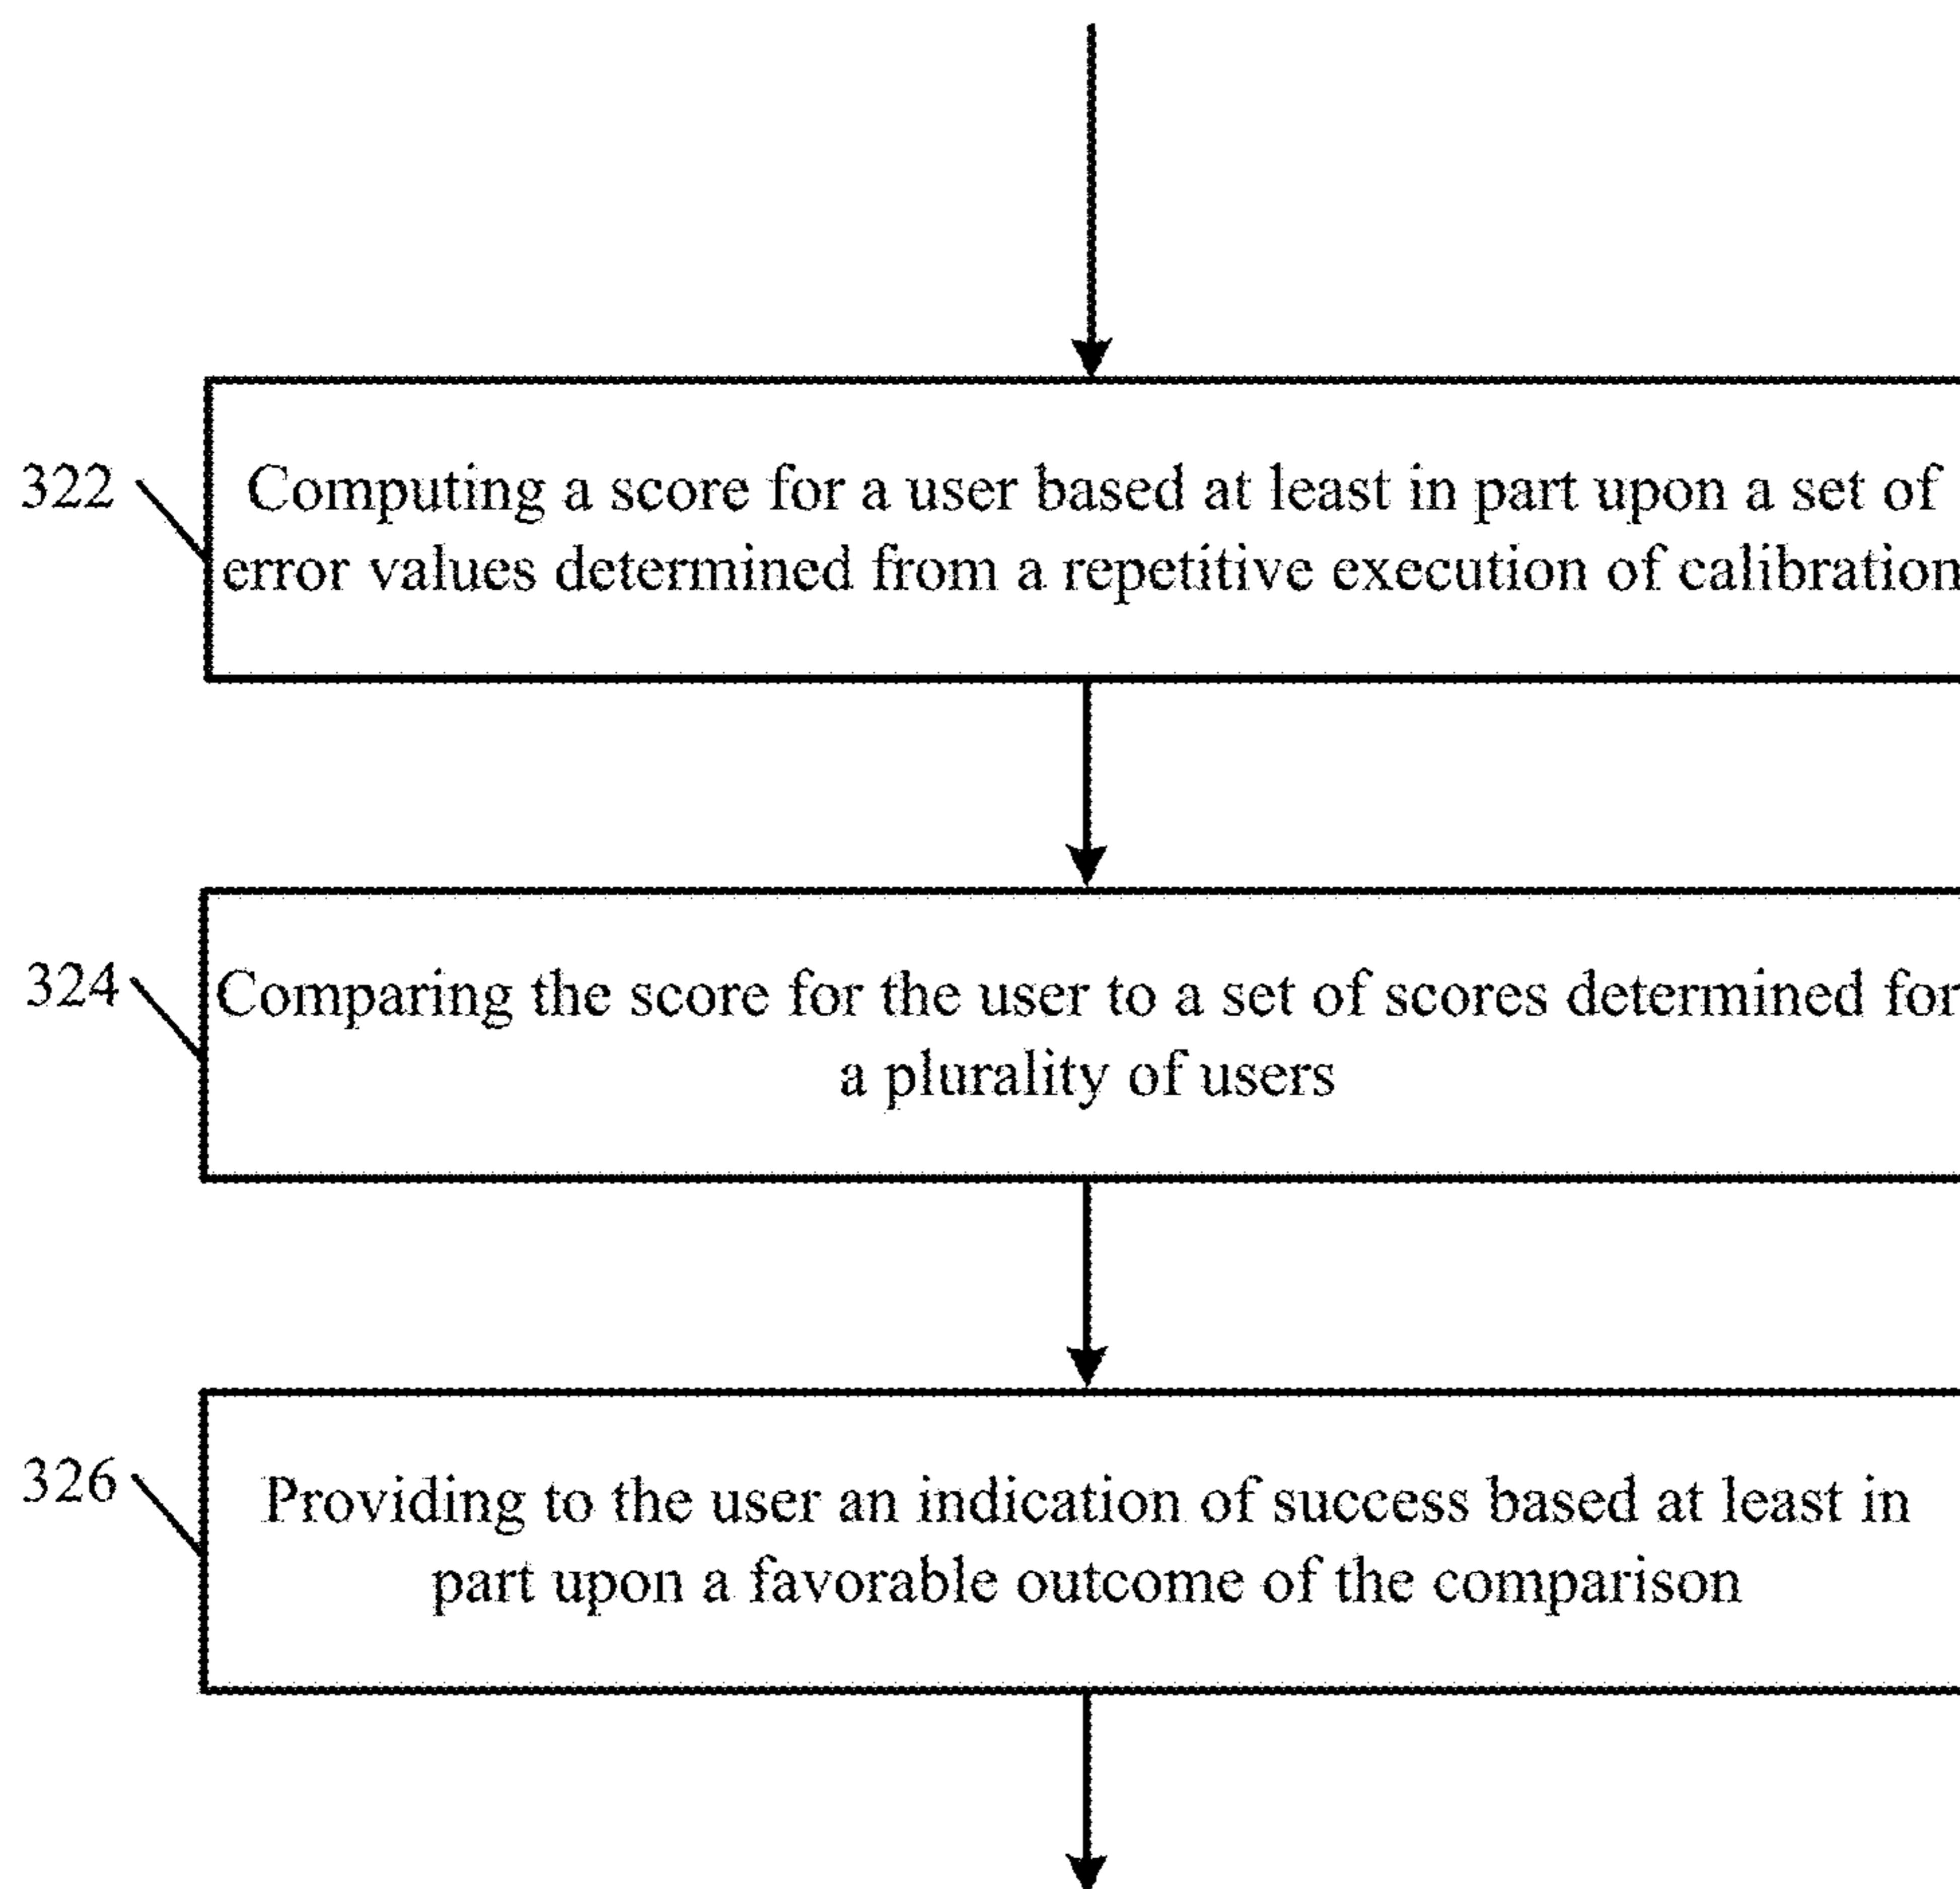 322
Computing a score for a user based at least in part upon a set of
error values determined from a repetitive execution of calibration
324
Comparing the score for the user to a set of scores determined for
a plurality of users
326
Providing to the user an indication of success based at least in
part upon a favorable outcome of the comparison